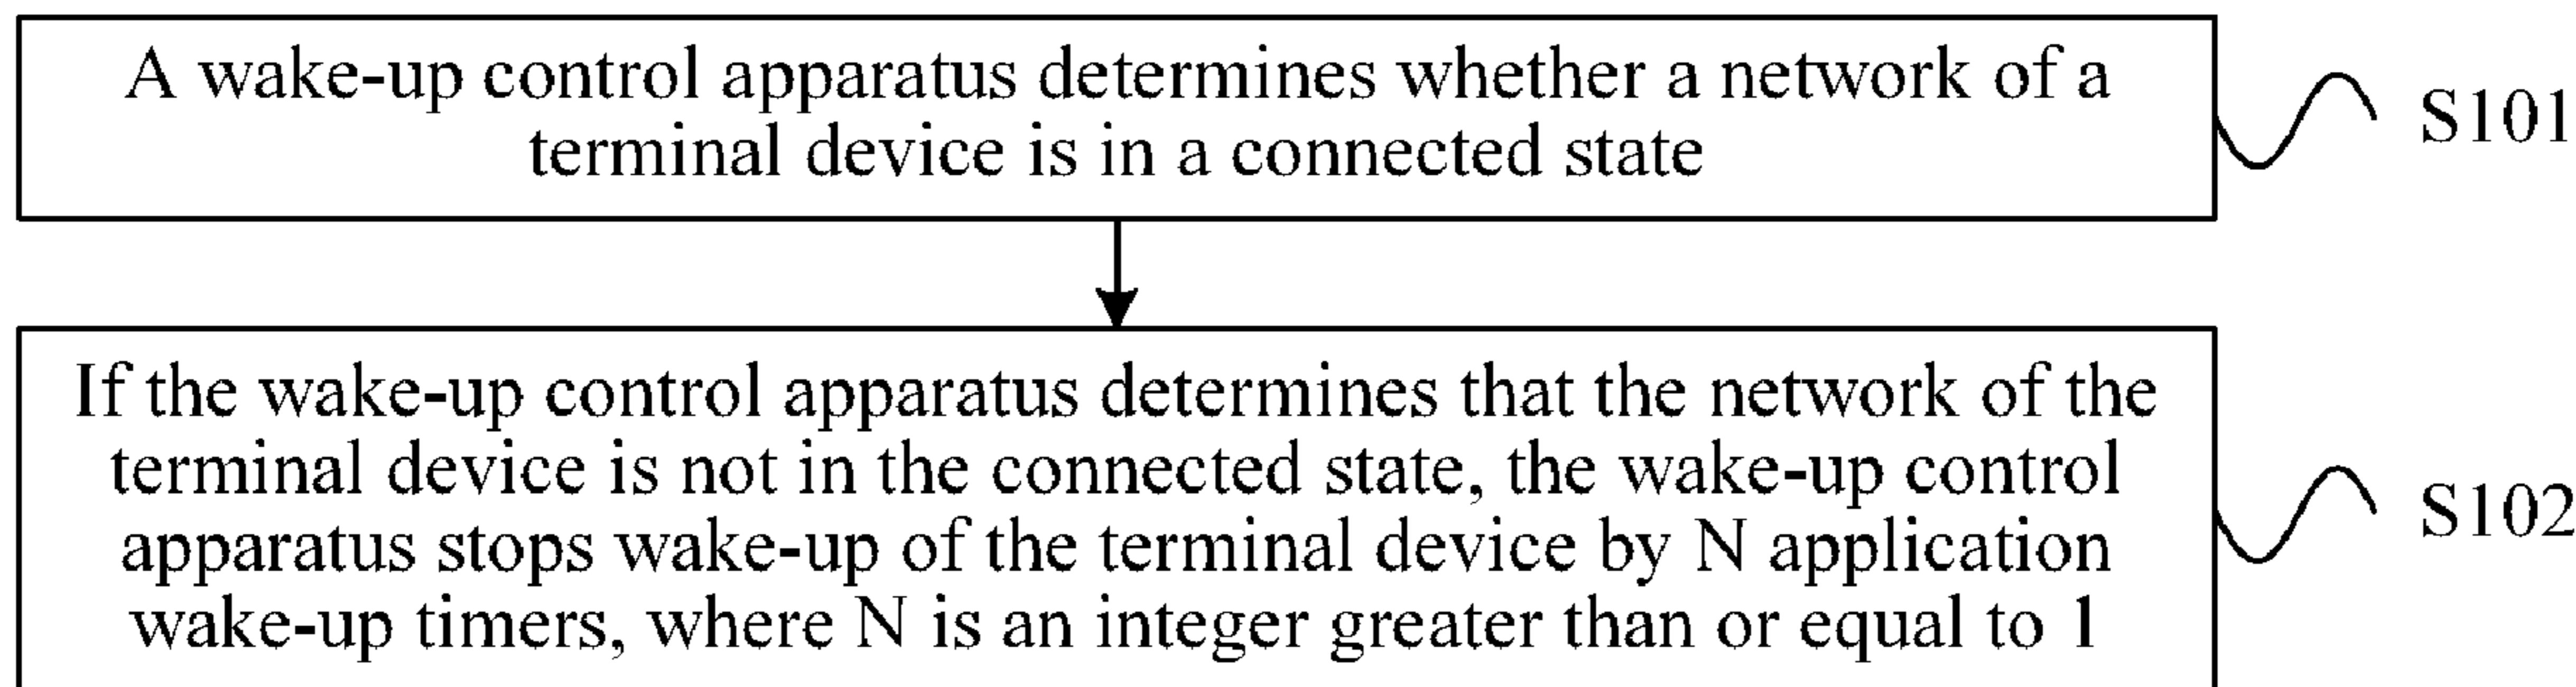 A wake-up control apparatus determines whether a network of a
terminal device is in a connected state
S101
If the wake-up control apparatus determines that the network of the
terminal device is not in the connected state, the wake-up control
apparatus stops wake-up of the terminal device by N application
wake-up timers, where N is an integer greater than or equal to 1
S102